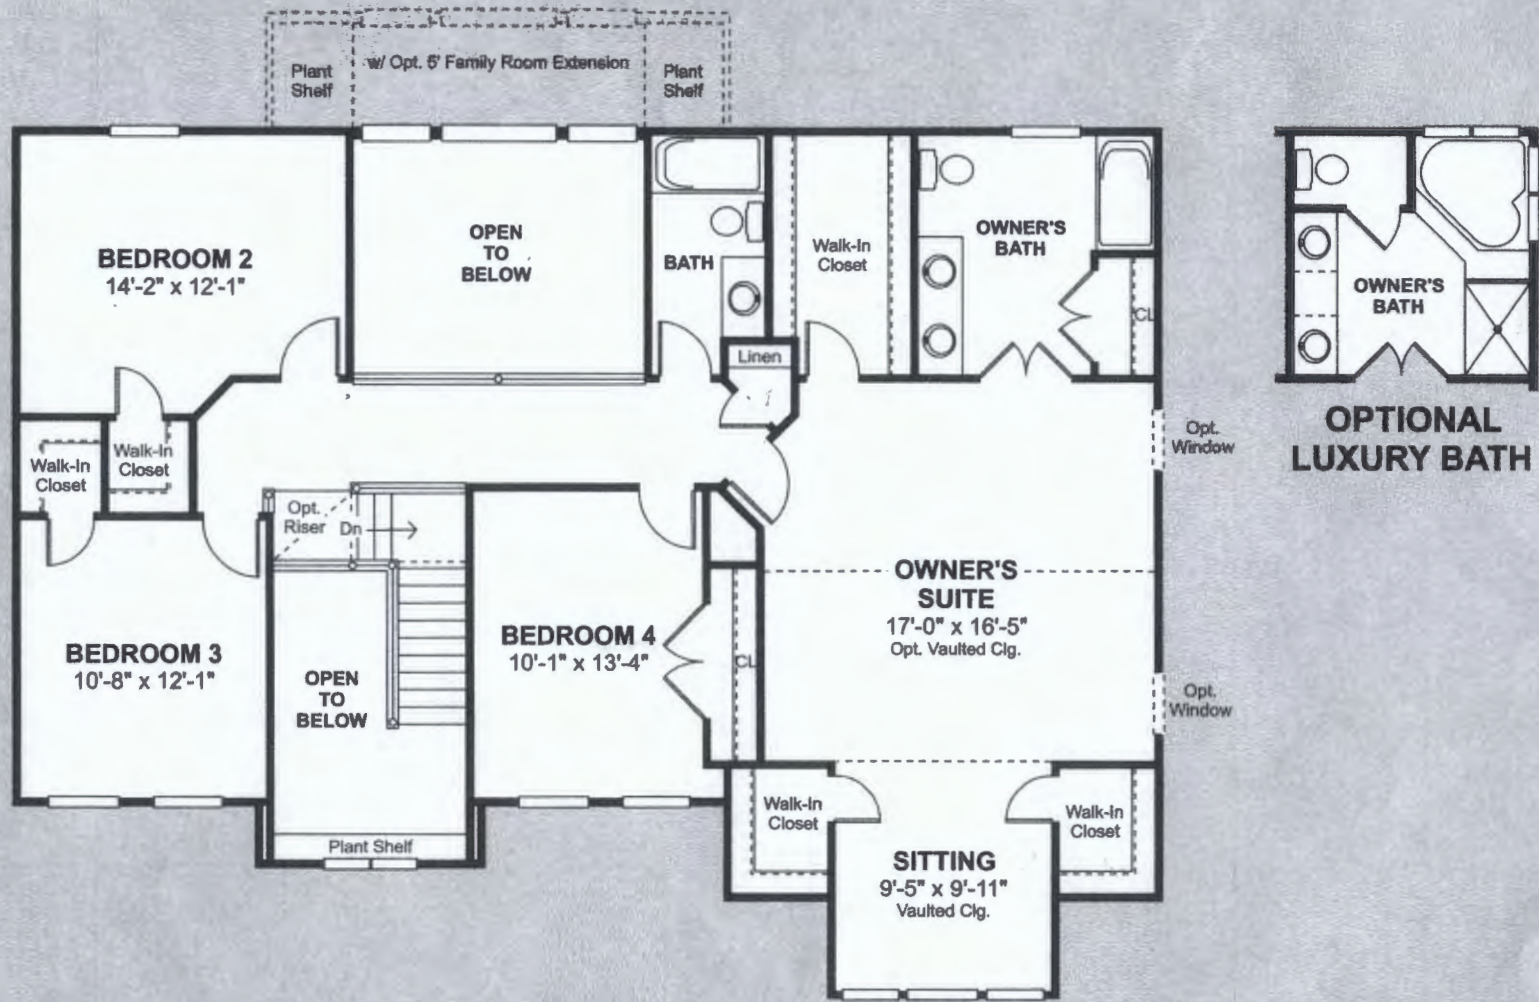 w/ Opt. 5' Family Room Extension
Plant
Shelf
Plant
Shelf
BEDROOM 2
14'-2" x 12'-1"
OPEN
TO
BELOW
BATH
Walk-In
Closet
OWNER'S
BATH
CL
Linen
OWNER'S
BATH
OPTIONAL
LUXURY BATH
Opt.
Window
Walk-In
Closet
Walk-In
Closet
Opt.
Riser
Dn
OWNER'S
SUITE
17'-0" x 16'-5"
Opt. Vaulted Clg.
BEDROOM 3
10'-8" x 12'-1"
OPEN
TO
BELOW
BEDROOM 4
10'-1" x 13'-4"
CL
Opt.
Window
Plant Shelf
Walk-In
Closet
Walk-In
Closet
SITTING
9'-5" x 9'-11"
Vaulted Clg.